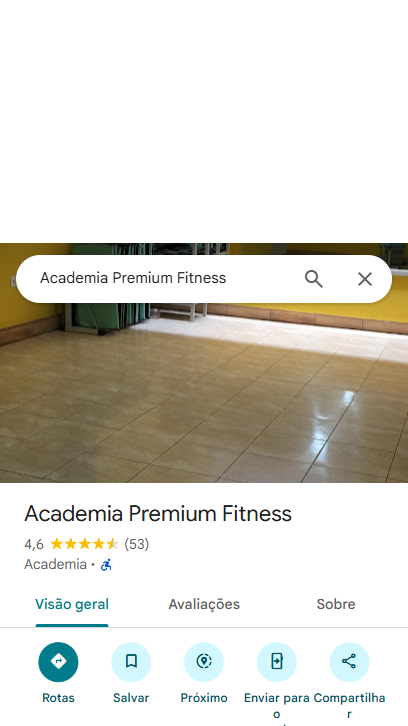 Academia Premium Fitness
Academia Premium Fitness
4,6 (53)
Academia ·
Visão geral Avaliações Sobre
Rotas Salvar Próximo Enviar para o Compartilhar